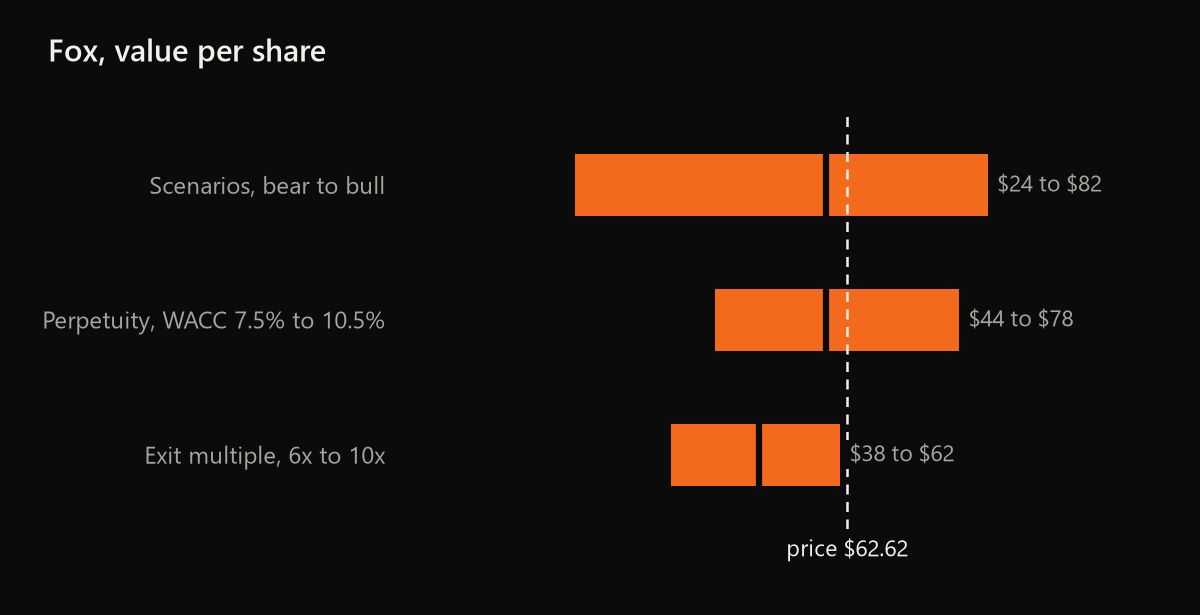 Fox, value per share
Scenarios, bear to bull
$24 to $82
Perpetuity, WACC 7.5% to 10.5%
$44 to $78
Exit multiple, 6x to 10x
$38 to $62
price $62.62